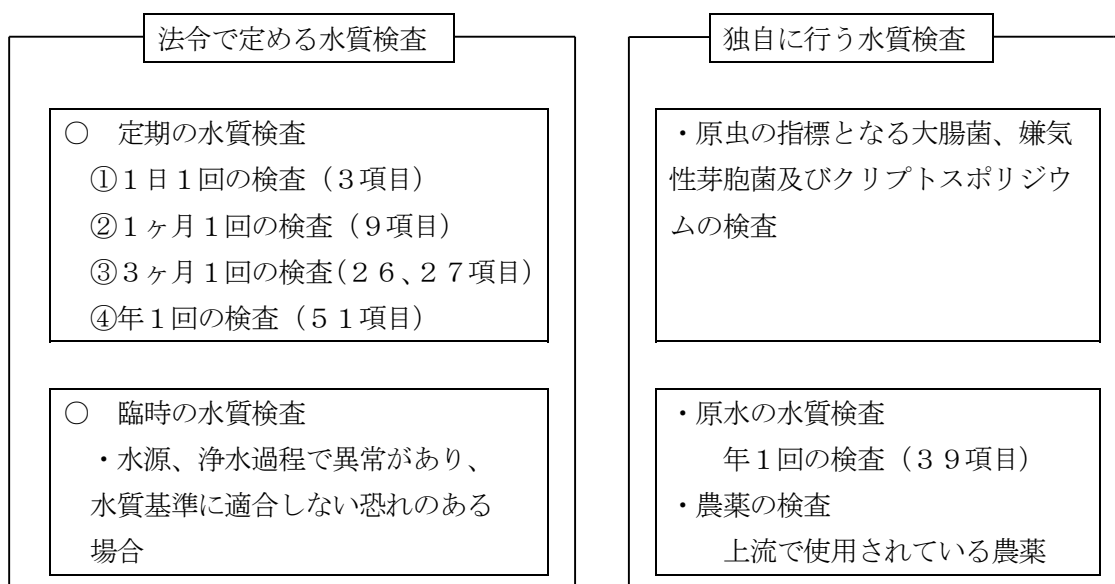 法令で定める水質検査
○　定期の水質検査
①１日１回の検査（３項目）
②１ヶ月１回の検査（９項目）
③３ヶ月１回の検査（２６、２７項目）
④年１回の検査（５１項目）
○　臨時の水質検査
・水源、浄水過程で異常があり、
水質基準に適合しない恐れのある
場合
独自に行う水質検査
・原虫の指標となる大腸菌、嫌気
性芽胞菌及びクリプトスポリジウ
ムの検査
・原水の水質検査
年１回の検査（３９項目）
・農薬の検査
上流で使用されている農薬